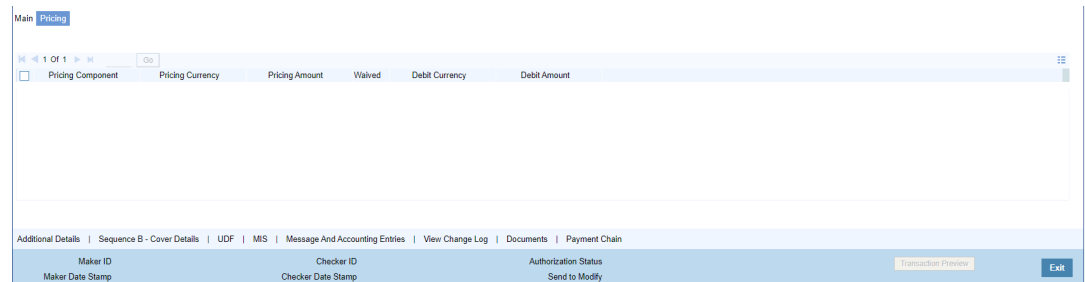 Main Pricing
1 Of 1 Go
Pricing Component Pricing Currency Pricing Amount Waived Debit Currency Debit Amount
Additional Details | Sequence B - Cover Details | UDF | MIS | Message And Accounting Entries | View Change Log | Documents | Payment Chain
Maker ID Checker ID Authorization Status Transaction Preview Exit
Maker Date Stamp Checker Date Stamp Send to Modify